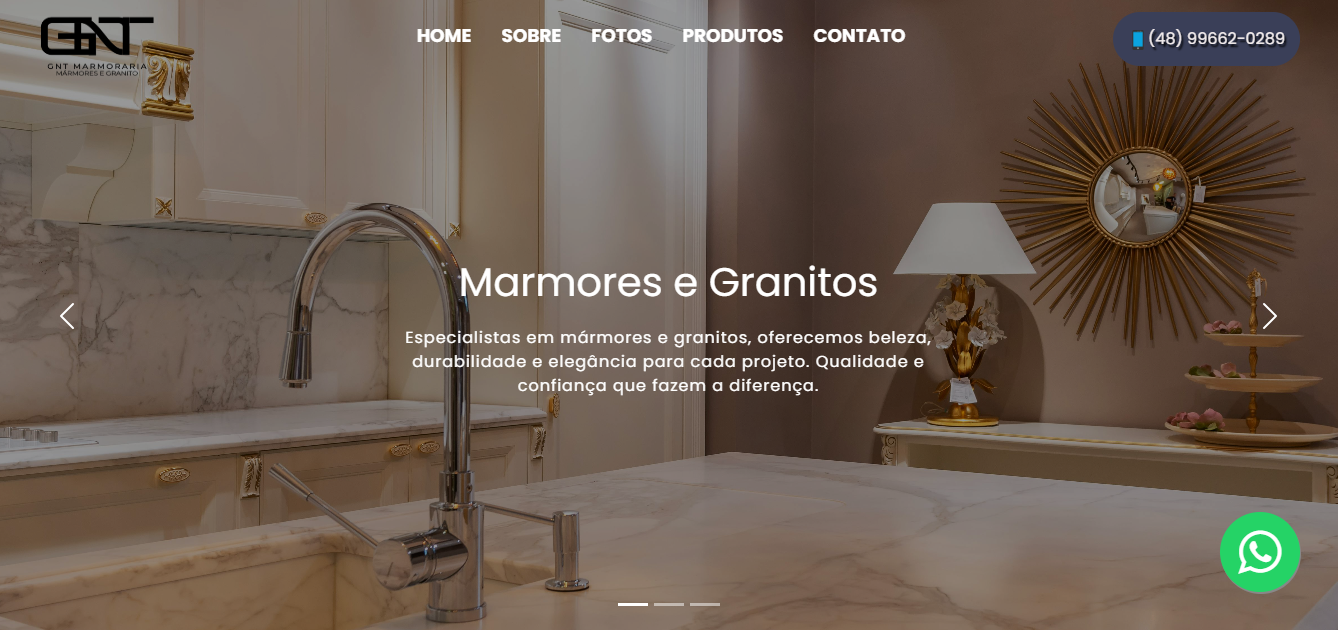 GNT
GNT MARMORARIA
MÁRMORES E GRANITO
HOME SOBRE FOTOS PRODUTOS CONTATO
(48) 99662-0289
Marmores e Granitos
Especialistas em mármores e granitos, oferecemos beleza,
durabilidade e elegância para cada projeto. Qualidade e
confiança que fazem a diferença.